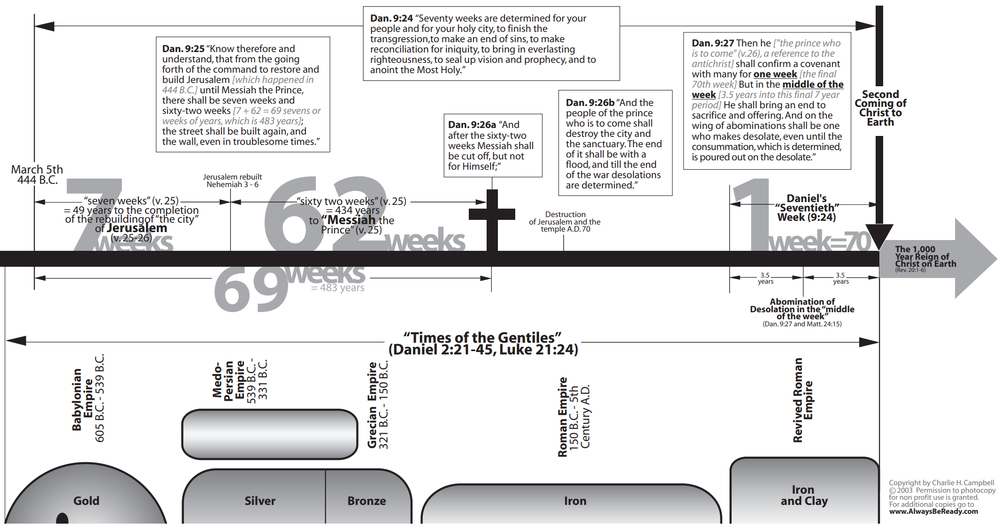 Dan. 9:24 “Seventy weeks are determined for your
people and for your holy city, to finish the
transgression,to make an end of sins, to make
reconciliation for iniquity, to bring in everlasting
righteousness, to seal up vision and prophecy, and to
anoint the Most Holy.”
Dan. 9:25 “Know therefore and
understand, that from the going
forth of the command to restore and
build Jerusalem [which happened in
444 B.C.] until Messiah the Prince,
there shall be seven weeks and
sixty-two weeks [7 + 62 = 69 sevens or
weeks of years, which is 483 years];
the street shall be built again, and
the wall, even in troublesome times.”
Dan. 9:26a “And
after the sixty-two
weeks Messiah shall
be cut off, but not
for Himself;”
Dan. 9:26b “And the
people of the prince
who is to come shall
destroy the city and
the sanctuary. The end
of it shall be with a
flood, and till the end
of the war desolations
are determined.”
Dan. 9:27 Then he [“the prince who
is to come” (v.26), a reference to the
antichrist] shall confirm a covenant
with many for one week [the final
70th week] But in the middle of the
week [3.5 years into this final 7 year
period] He shall bring an end to
sacrifice and offering. And on the
wing of abominations shall be one
who makes desolate, even until the
consummation, which is determined,
is poured out on the desolate.”
Second
Coming of
Christ to
Earth
March 5th
444 B.C.
7
weeks
“seven weeks” (v. 25)
= 49 years to the completion
of the rebuildingof “the city”
of Jerusalem
(v. 25-26)
Jerusalem rebuilt
Nehemiah 3 - 6
62
weeks
“sixty two weeks” (v. 25)
= 434 years
to “Messiah the
Prince” (v. 25)
Destruction
of Jerusalem and the
temple A.D. 70
1
week=70
Daniel's
“Seventieth”
Week (9:24)
The 1,000
Year Reign of
Christ on Earth
(Rev. 20:1-6)
69
weeks
= 483 years
3.5
years
3.5
years
Abomination of
Desolation in the “middle
of the week”
(Dan. 9:27 and Matt. 24:15)
“Times of the Gentiles”
(Daniel 2:21-45, Luke 21:24)
Babylonian
Empire
605 B.C. - 539 B.C.
Medo-
Persian
Empire
539 B.C. -
331 B.C.
Grecian Empire
321 B.C. - 150 B.C.
Roman Empire
150 B.C. - 5th
Century A.D.
Revived Roman
Empire
Gold
Silver
Bronze
Iron
Iron
and Clay
Copyright by Charlie H. Campbell
© 2003 Permission to photocopy
for non profit use is granted.
For additional copies go to
www.AlwaysBeReady.com